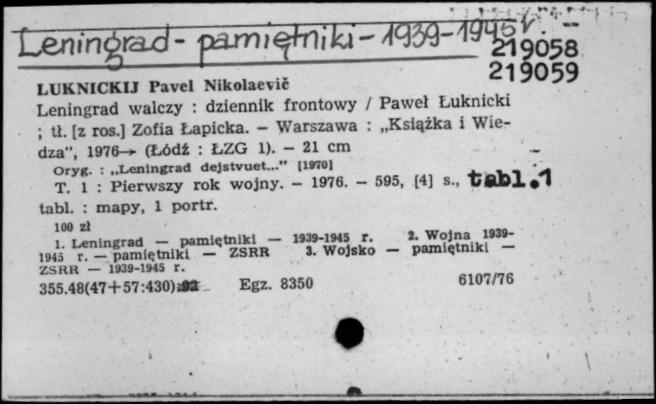 Leningrad - pamiętniki - 1939-1945 r.
219058
219059
LUKNICKIJ Pavel Nikolaevič
Leningrad walczy : dziennik frontowy / Paweł Łuknicki
; tł. [z ros.] Zofia Łapicka. – Warszawa : „Książka i Wie-
dza”, 1976→ (Łódź : ŁZG 1). – 21 cm
Oryg. : „Leningrad dejstvuet...” [1970]
T. 1 : Pierwszy rok wojny. – 1976. – 595, [4] s., tabl.1
tabl. : mapy, 1 portr.
100 zł
1. Leningrad — pamiętniki — 1939-1945 r. 2. Wojna 1939-
1945 r. — pamiętniki — ZSRR 3. Wojsko — pamiętniki —
ZSRR — 1939-1945 r.
355.48(47+57:430) Egz. 8350 6107/76